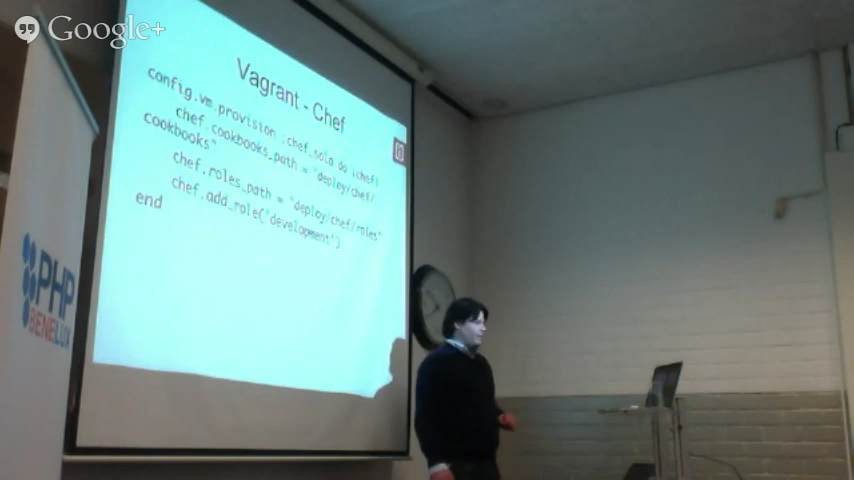 Google+
Vagrant - Chef
config.vm.provision :chef_solo do |chef|
chef.cookbooks_path = "deploy/chef/
cookbooks"
chef.roles_path = "deploy/chef/roles"
chef.add_role('development')
end
PHP
BENELUX